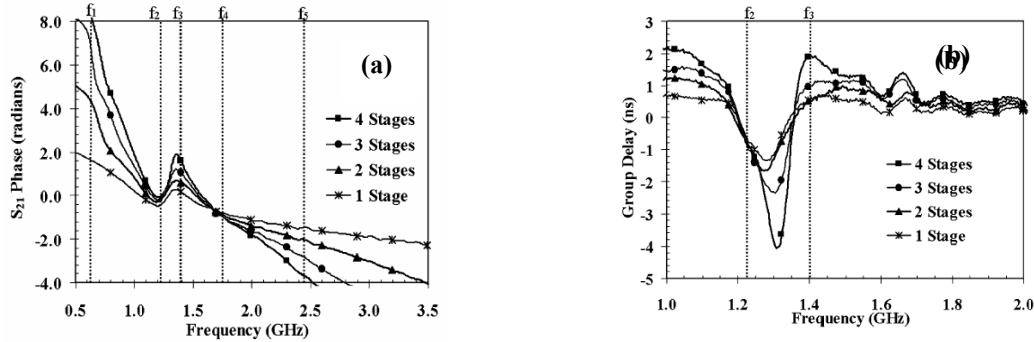 f1 f2 f3 f4 f5
8.0
6.0
4.0
2.0
0.0
-2.0
-4.0
S21 Phase (radians)
(a)
4 Stages
3 Stages
2 Stages
1 Stage
0.5 1.0 1.5 2.0 2.5 3.0 3.5
Frequency (GHz)
f2 f3
3
2
1
0
-1
-2
-3
-4
-5
Group Delay (ns)
(b)
4 Stages
3 Stages
2 Stages
1 Stage
1.0 1.2 1.4 1.6 1.8 2.0
Frequency (GHz)